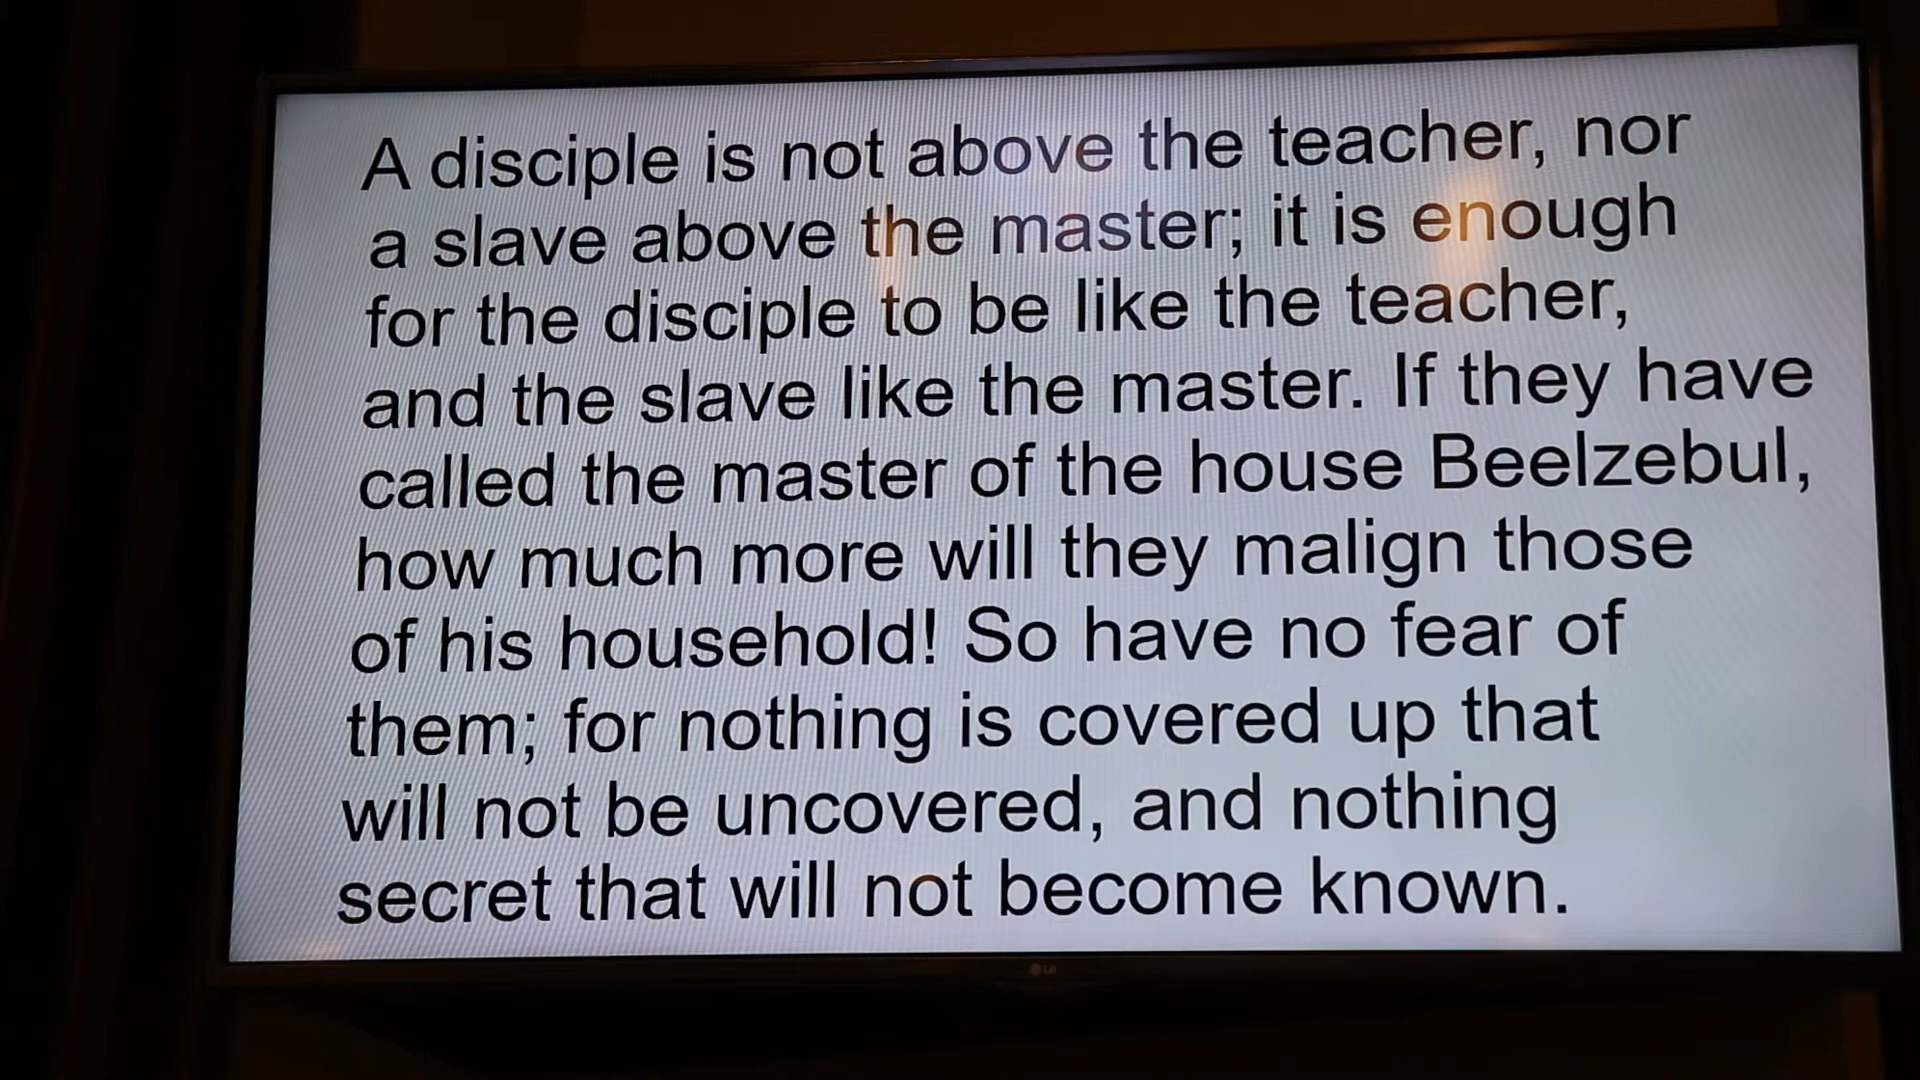 A disciple is not above the teacher, nor
a slave above the master; it is enough
for the disciple to be like the teacher,
and the slave like the master. If they have
called the master of the house Beelzebul,
how much more will they malign those
of his household! So have no fear of
them; for nothing is covered up that
will not be uncovered, and nothing
secret that will not become known.
LG